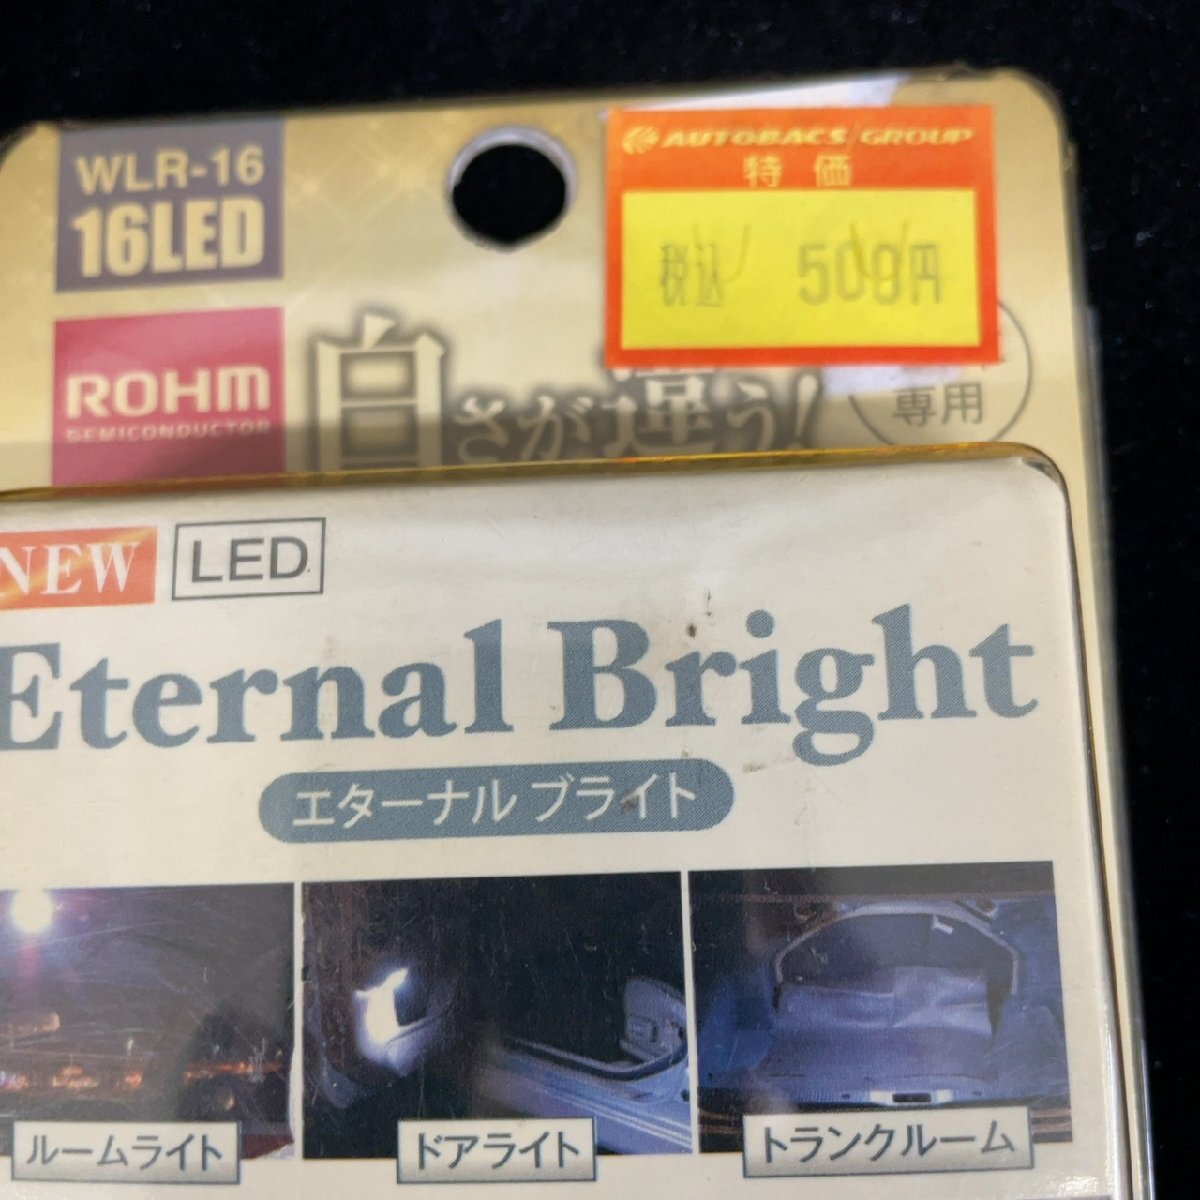 WLR-16
16LED
AUTOBACS GROUP
特価
税込 500円
ROHM
SEMICONDUCTOR
白さが違う!
専用
NEW LED
Eternal Bright
エターナル ブライト
ルームライト
ドアライト
トランクルーム